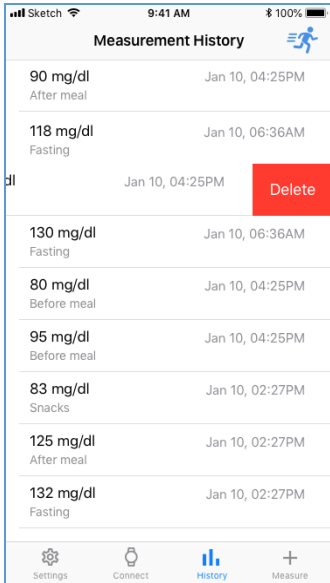 Sketch 9:41 AM 100%
Measurement History
90 mg/dl Jan 10, 04:25PM
After meal
118 mg/dl Jan 10, 06:36AM
Fasting
dl Jan 10, 04:25PM Delete
130 mg/dl Jan 10, 06:36AM
Fasting
80 mg/dl Jan 10, 04:25PM
Before meal
95 mg/dl Jan 10, 04:25PM
Before meal
83 mg/dl Jan 10, 02:27PM
Snacks
125 mg/dl Jan 10, 02:27PM
After meal
132 mg/dl Jan 10, 02:27PM
Fasting
Settings Connect History Measure